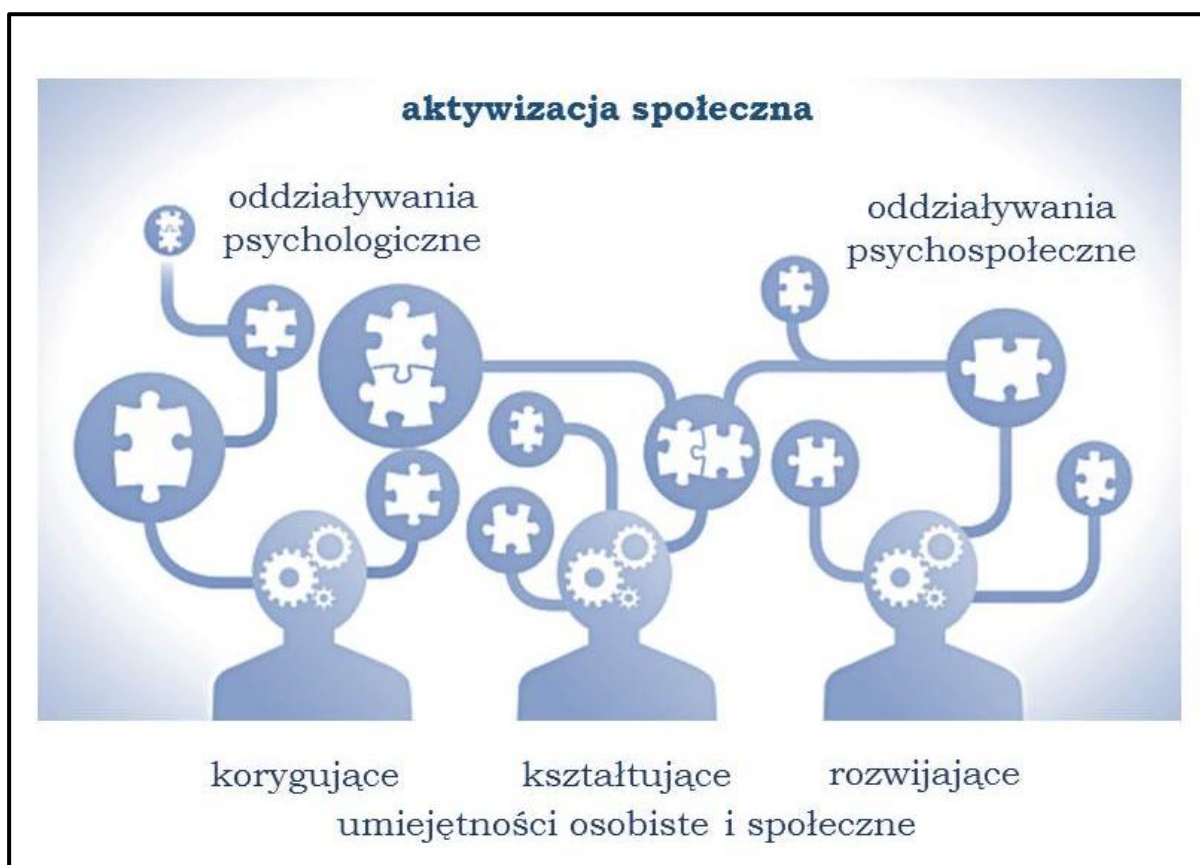 aktywizacja społeczna
oddziaływania
psychologiczne
oddziaływania
psychospołeczne
korygujące kształtujące rozwijające
umiejętności osobiste i społeczne